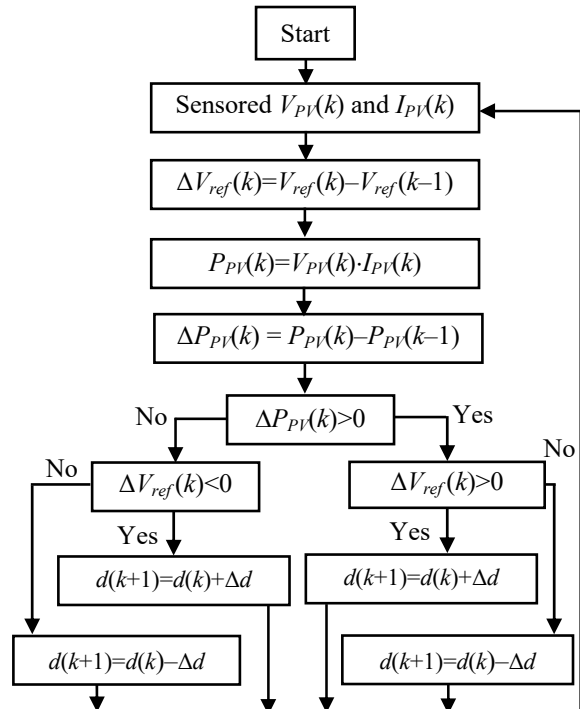 Start
Sensored V_PV(k) and I_PV(k)
ΔV_ref(k)=V_ref(k)–V_ref(k–1)
P_PV(k)=V_PV(k)·I_PV(k)
ΔP_PV(k) = P_PV(k)–P_PV(k–1)
No
ΔP_PV(k)>0
Yes
No
ΔV_ref(k)<0
ΔV_ref(k)>0
No
Yes
Yes
d(k+1)=d(k)+Δd
d(k+1)=d(k)+Δd
d(k+1)=d(k)–Δd
d(k+1)=d(k)–Δd